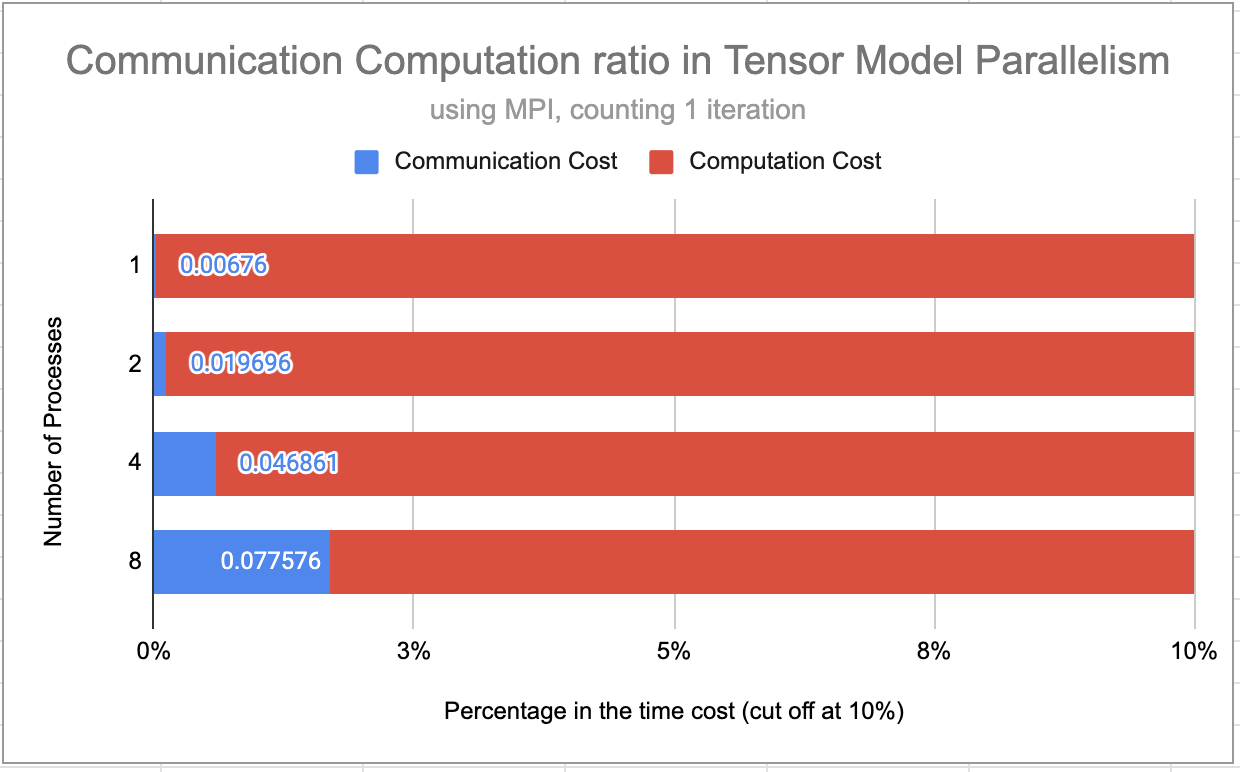 Communication Computation ratio in Tensor Model Parallelism
using MPI, counting 1 iteration
Communication Cost
Computation Cost
Number of Processes
1
0.00676
2
0.019696
4
0.046861
8
0.077576
0%
3%
5%
8%
10%
Percentage in the time cost (cut off at 10%)